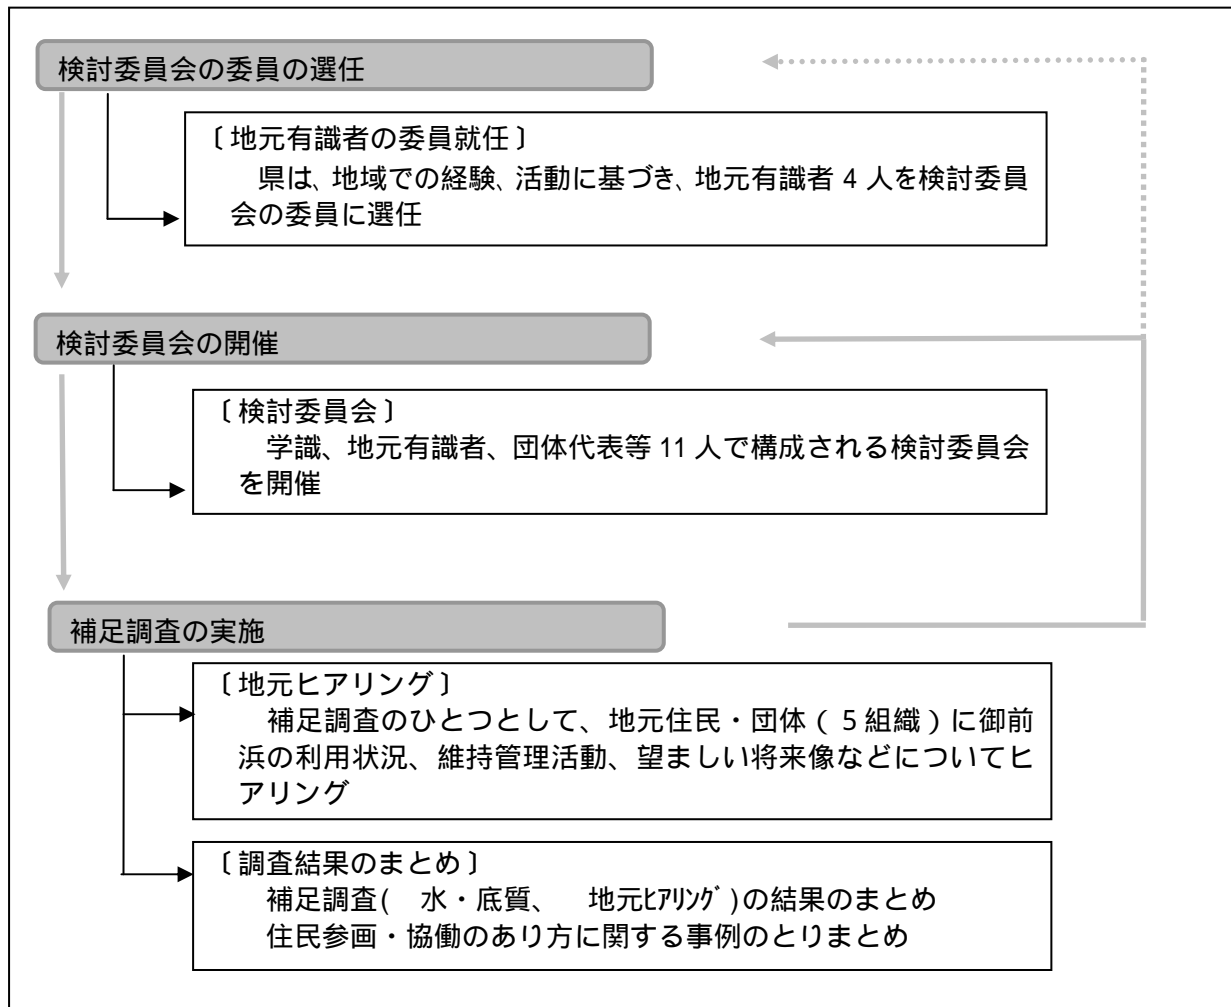 検討委員会の委員の選任
〔地元有識者の委員就任〕
県は、地域での経験、活動に基づき、地元有識者 4 人を検討委員
会の委員に選任
検討委員会の開催
〔検討委員会〕
学識、地元有識者、団体代表等 11 人で構成される検討委員会
を開催
補足調査の実施
〔地元ヒアリング〕
補足調査のひとつとして、地元住民・団体（５組織）に御前
浜の利用状況、維持管理活動、望ましい将来像などについてヒ
アリング
〔調査結果のまとめ〕
補足調査(　水・底質、　地元ﾋｱﾘﾝｸﾞ)の結果のまとめ
住民参画・協働のあり方に関する事例のとりまとめ